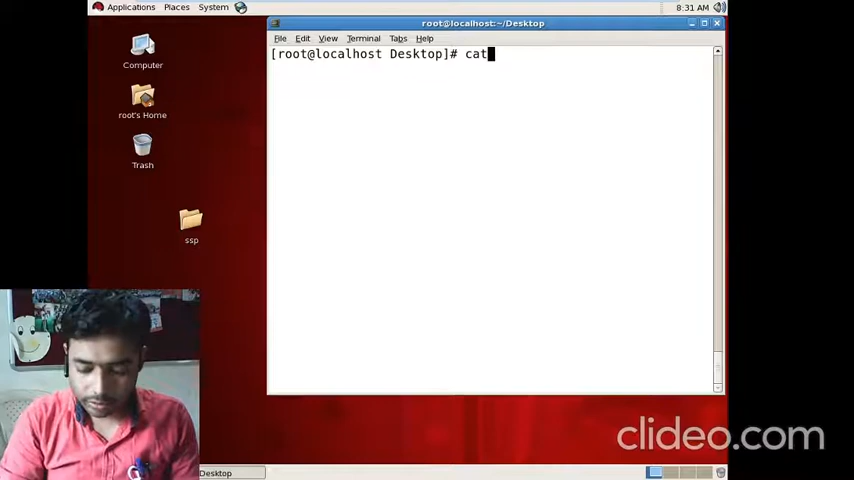 Applications Places System
8:31 AM
root@localhost:~/Desktop
File Edit View Terminal Tabs Help
[root@localhost Desktop]# cat
Computer
root's Home
Trash
ssp
Desktop
clideo.com